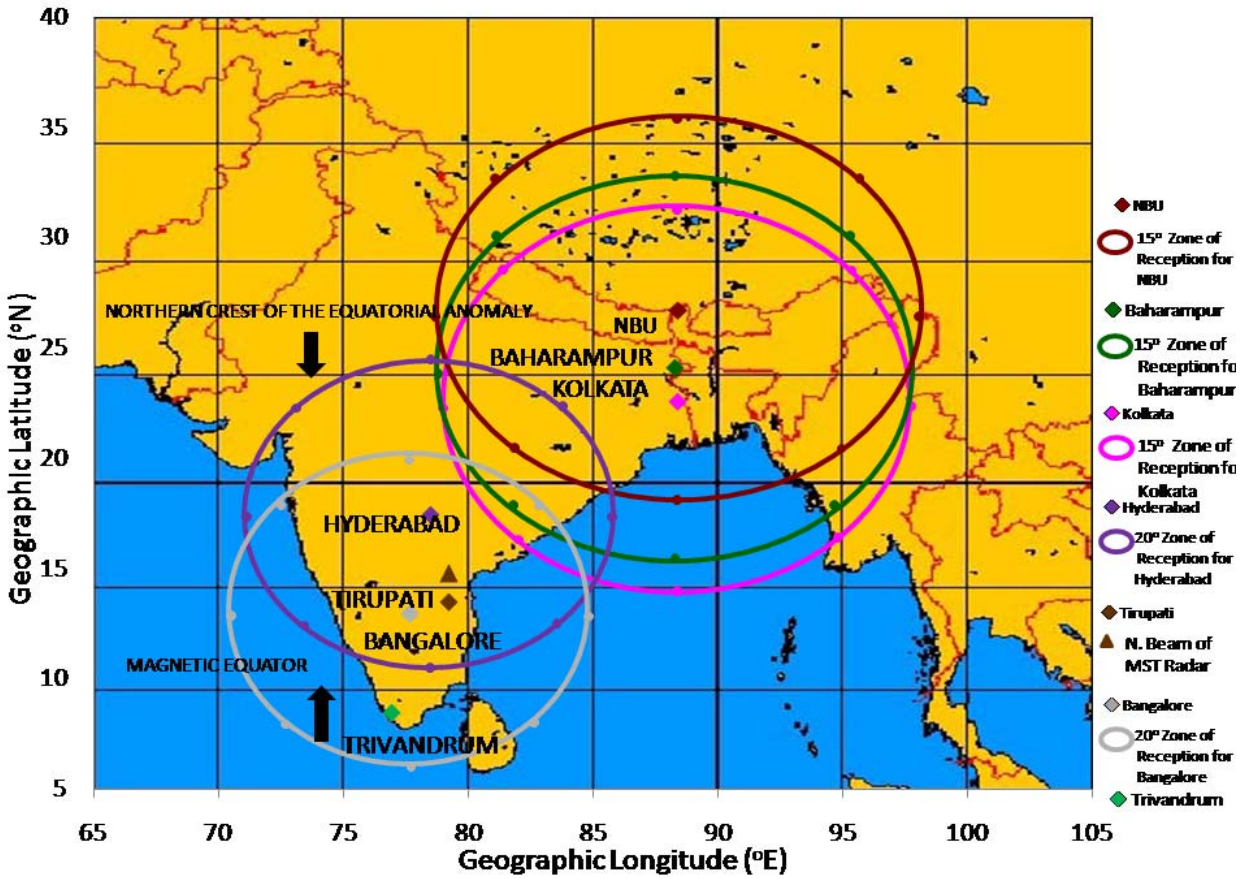 40
35
30
25
20
15
10
5
Geographic Latitude (°N)
NORTHERN CREST OF THE EQUATORIAL ANOMALY
NBU
BAHARAMPUR
KOLKATA
HYDERABAD
TIRUPATI
BANGALORE
MAGNETIC EQUATOR
TRIVANDRUM
65 70 75 80 85 90 95 100 105
Geographic Longitude (°E)
NBU
15° Zone of
Reception for
NBU
Baharampur
15° Zone of
Reception fo
Baharampur
Kolkata
15° Zone of
Reception fo
Kolkata
Hyderabad
20° Zone of
Reception for
Hyderabad
Tirupati
N. Beam of
MST Radar
Bangalore
20° Zone of
Reception for
Bangalore
Trivandrum